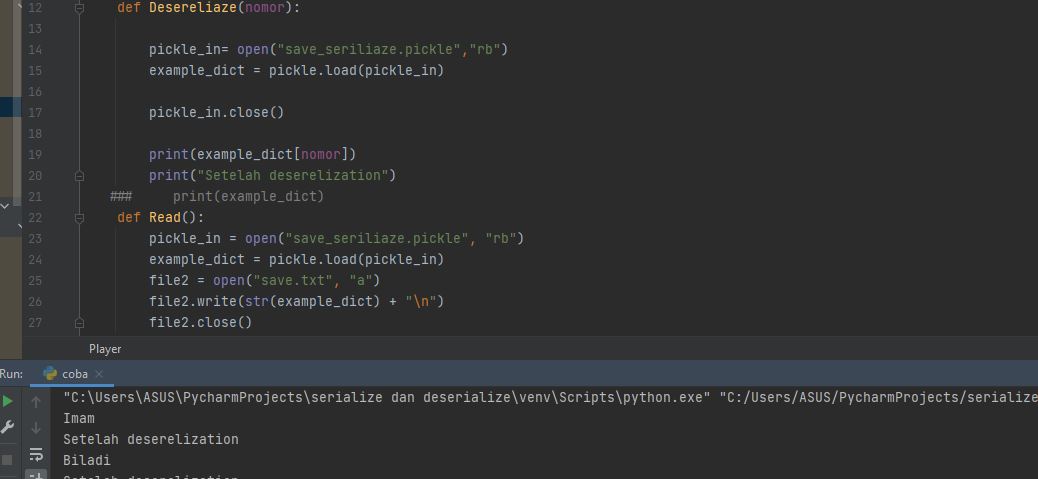 12 def Desereliaze(nomor):
13
14 pickle_in= open("save_seriliaze.pickle","rb")
15 example_dict = pickle.load(pickle_in)
16
17 pickle_in.close()
18
19 print(example_dict[nomor])
20 print("Setelah deserelization")
21 ### print(example_dict)
22 def Read():
23 pickle_in = open("save_seriliaze.pickle", "rb")
24 example_dict = pickle.load(pickle_in)
25 file2 = open("save.txt", "a")
26 file2.write(str(example_dict) + "\n")
27 file2.close()
Player
Run: coba
"C:\Users\ASUS\PycharmProjects\serialize dan deserialize\venv\Scripts\python.exe" "C:/Users/ASUS/PycharmProjects/serialize
Imam
Setelah deserelization
Biladi
Setelah deserelization